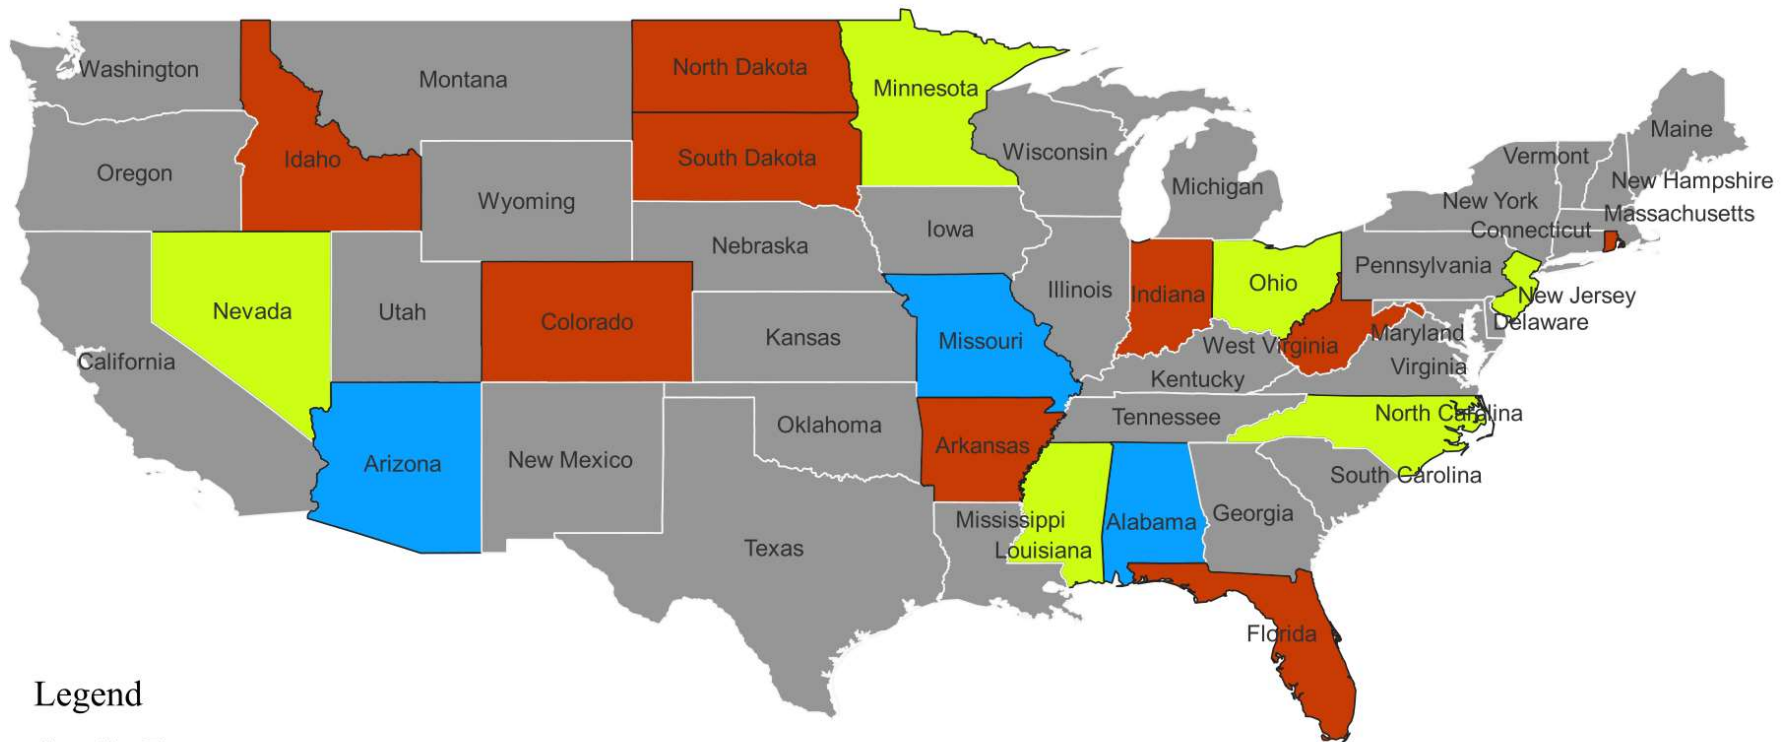 Washington
Montana
North Dakota
Minnesota
Maine
Oregon
Idaho
Wyoming
South Dakota
Wisconsin
Michigan
Vermont
New Hampshire
New York
Massachusetts
Connecticut
Nebraska
Iowa
Pennsylvania
Nevada
Utah
Colorado
Kansas
Missouri
Illinois
Indiana
Ohio
New Jersey
Delaware
Maryland
West Virginia
Virginia
California
Kentucky
Arizona
New Mexico
Oklahoma
Arkansas
Tennessee
North Carolina
South Carolina
Texas
Mississippi
Louisiana
Alabama
Georgia
Florida
Legend